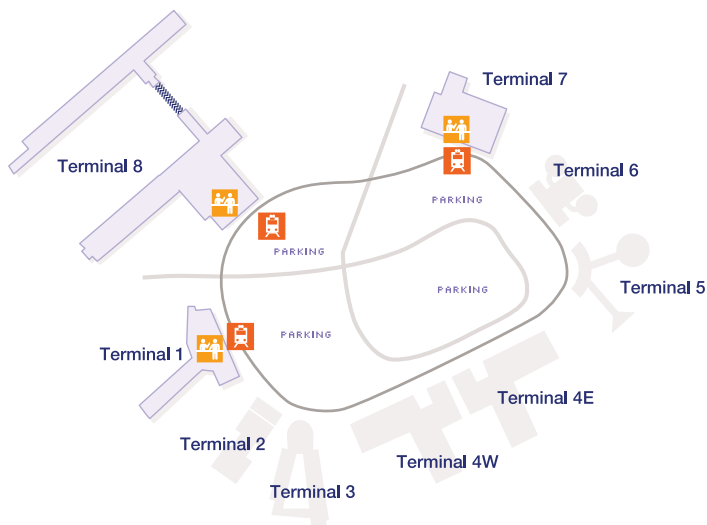 Terminal 7
Terminal 8
Terminal 6
PARKING
PARKING
Terminal 5
PARKING
PARKING
Terminal 1
Terminal 4E
Terminal 2
Terminal 4W
Terminal 3